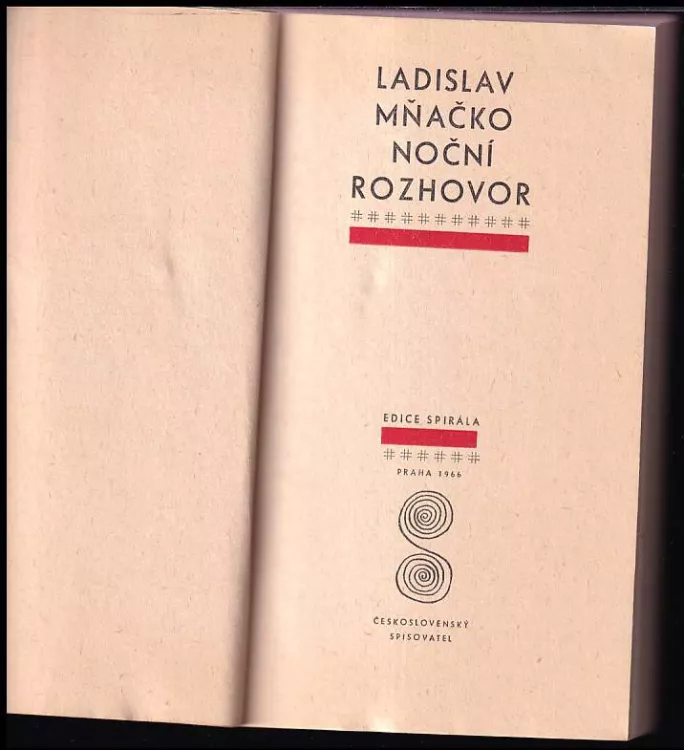 LADISLAV
MŇAČKO
NOČNÍ
ROZHOVOR
###########
EDICE SPIRÁLA
######
PRAHA 1966
ČESKOSLOVENSKÝ
SPISOVATEL